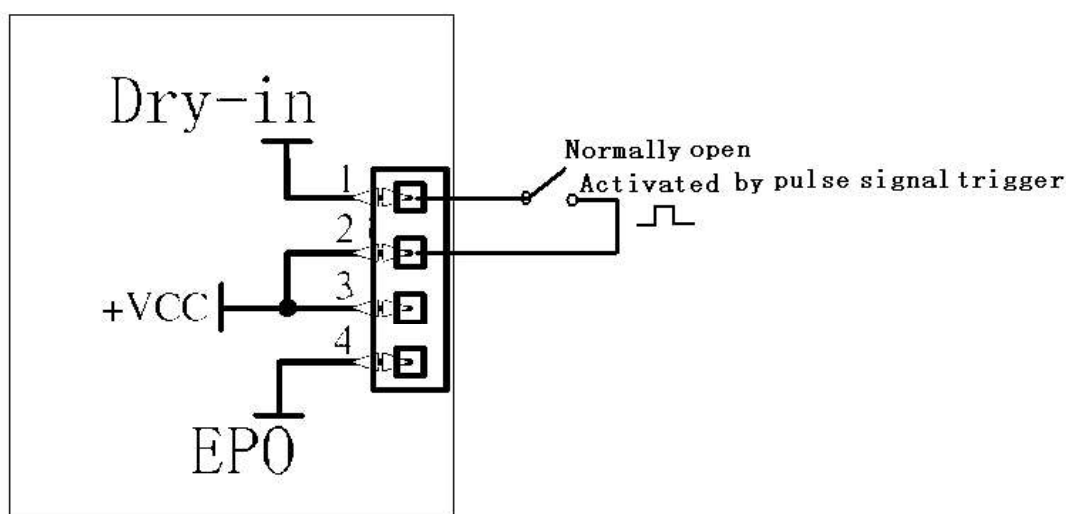 Dry-in
Normally open
1
Activated by pulse signal trigger
2
3
+VCC
4
EPO